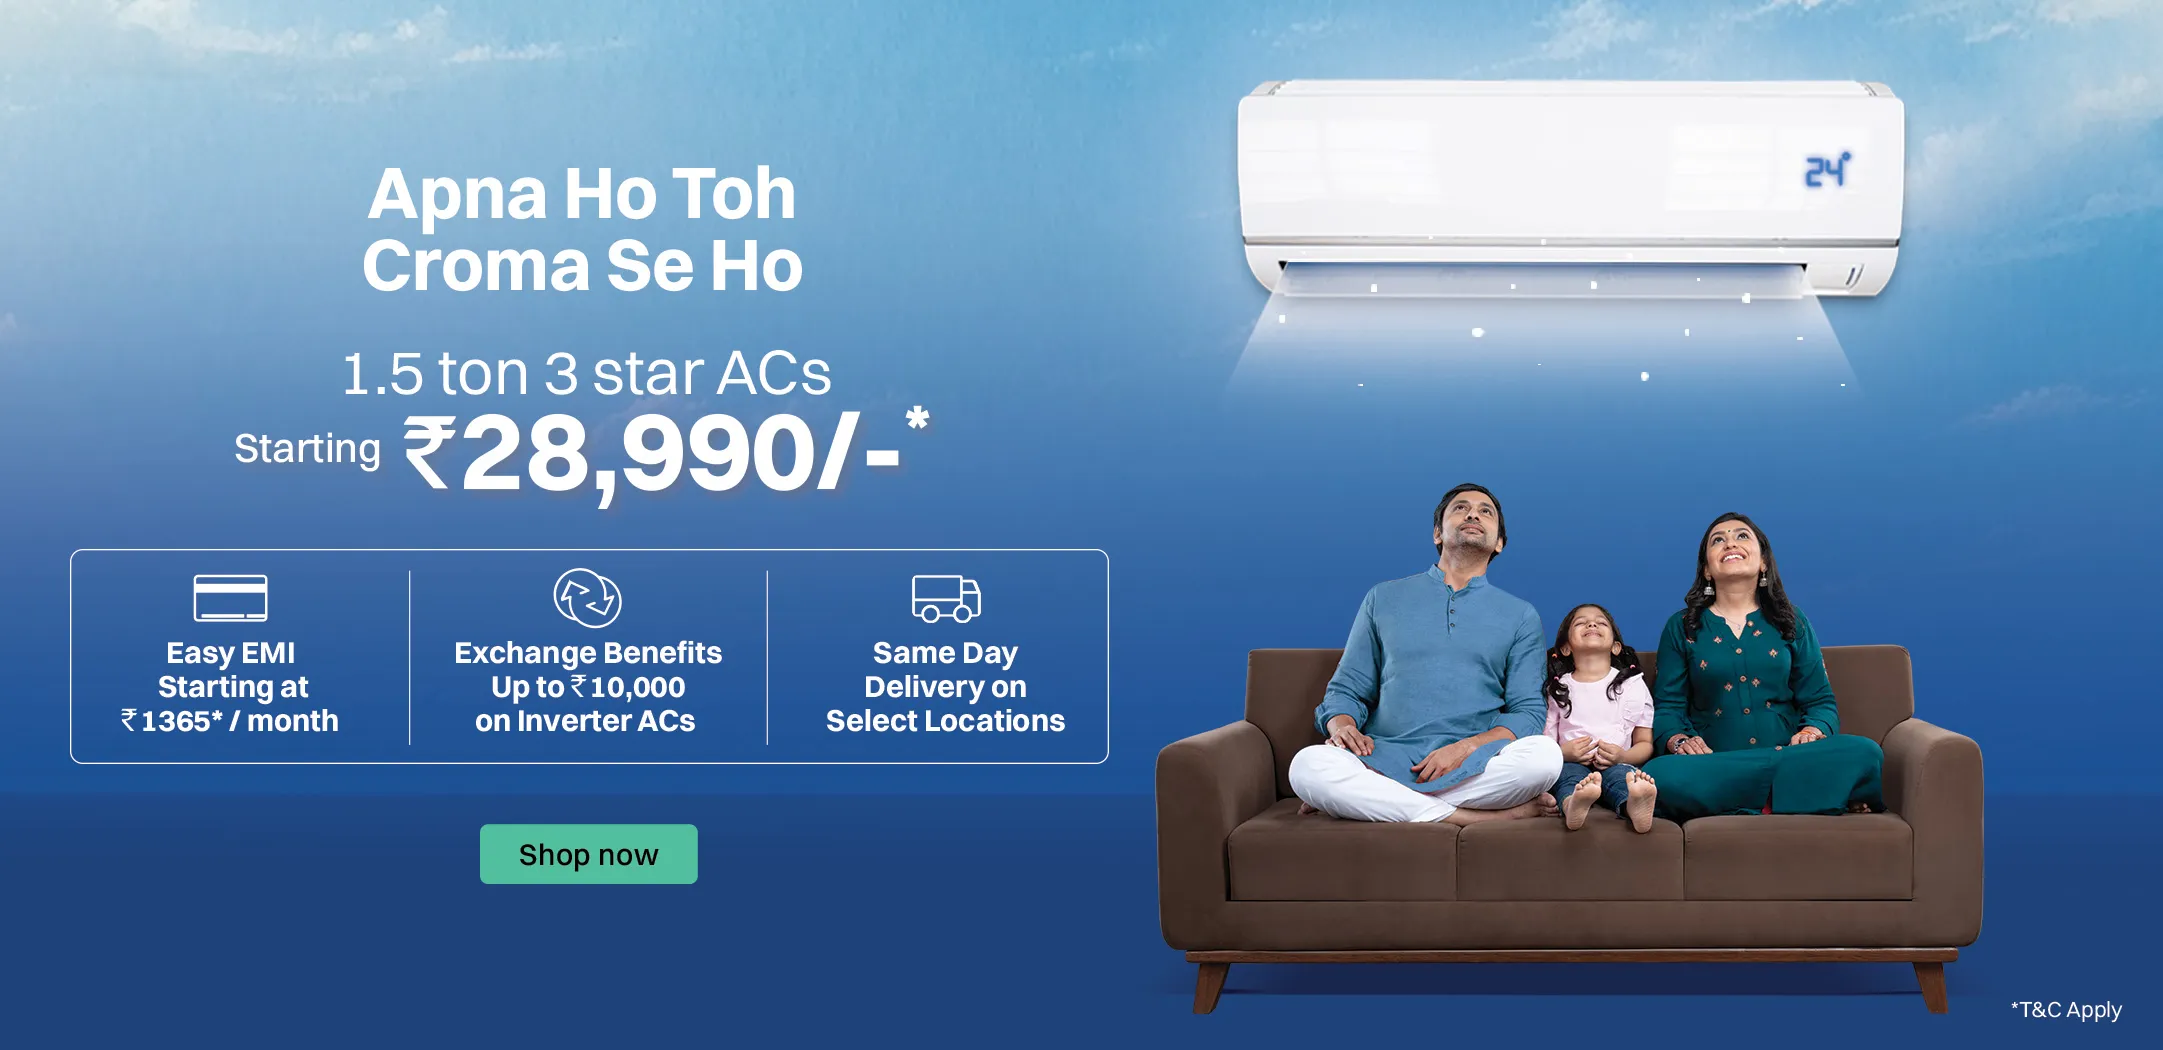 Apna Ho Toh
Croma Se Ho
1.5 ton 3 star ACs
Starting ₹28,990/-*
Easy EMI
Starting at
₹1365* / month
Exchange Benefits
Up to ₹10,000
on Inverter ACs
Same Day
Delivery on
Select Locations
Shop now
24°
*T&C Apply